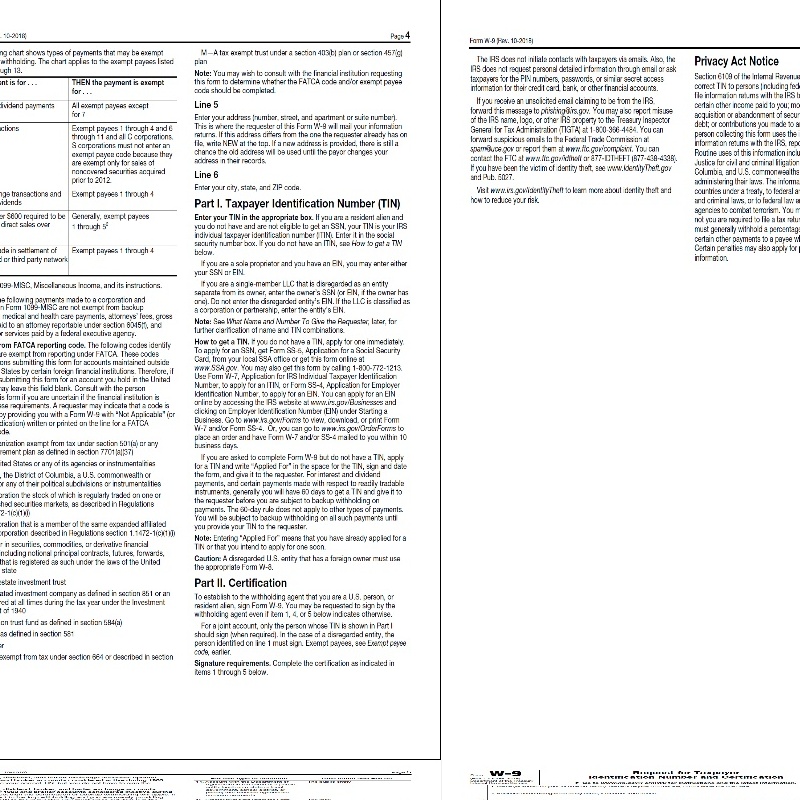 . 10-2018)
Page 4
ng chart shows types of payments that may be exempt
withholding. The chart applies to the exempt payees listed
ugh 13.
ent is for . . .
THEN the payment is exempt
for . . .
dividend payments
All exempt payees except
for 7
ctions
Exempt payees 1 through 4 and 6
through 11 and all C corporations.
S corporations must not enter an
exempt payee code because they
are exempt only for sales of
noncovered securities acquired
prior to 2012.
nge transactions and
vidends
Exempt payees 1 through 4
er $600 required to be
direct sales over
Generally, exempt payees
1 through 5²
ade in settlement of
d or third party network
Exempt payees 1 through 4
099-MISC, Miscellaneous Income, and its instructions.
he following payments made to a corporation and
n Form 1099-MISC are not exempt from backup
medical and health care payments, attorneys' fees, gross
aid to an attorney reportable under section 6045(f), and
or services paid by a federal executive agency.
rom FATCA reporting code. The following codes identify
are exempt from reporting under FATCA. These codes
ons submitting this form for accounts maintained outside
States by certain foreign financial institutions. Therefore, if
submitting this form for an account you hold in the United
may leave this field blank. Consult with the person
is form if you are uncertain if the financial institution is
ese requirements. A requester may indicate that a code is
by providing you with a Form W-9 with "Not Applicable" (or
dication) written or printed on the line for a FATCA
ode.
anization exempt from tax under section 501(a) or any
rement plan as defined in section 7701(a)(37)
nited States or any of its agencies or instrumentalities
, the District of Columbia, a U.S. commonwealth or
or any of their political subdivisions or instrumentalities
oration the stock of which is regularly traded on one or
shed securities markets, as described in Regulations
72-1(c)(1)(i)
oration that is a member of the same expanded affiliated
corporation described in Regulations section 1.1472-1(c)(1)(i)
r in securities, commodities, or derivative financial
including notional principal contracts, futures, forwards,
that is registered as such under the laws of the United
state
estate investment trust
ated investment company as defined in section 851 or an
red at all times during the tax year under the Investment
t of 1940
on trust fund as defined in section 584(a)
as defined in section 581
er
exempt from tax under section 664 or described in section
M—A tax exempt trust under a section 403(b) plan or section 457(g)
plan
Note: You may wish to consult with the financial institution requesting
this form to determine whether the FATCA code and/or exempt payee
code should be completed.
Line 5
Enter your address (number, street, and apartment or suite number).
This is where the requester of this Form W-9 will mail your information
returns. If this address differs from the one the requester already has on
file, write NEW at the top. If a new address is provided, there is still a
chance the old address will be used until the payor changes your
address in their records.
Line 6
Enter your city, state, and ZIP code.
Part I. Taxpayer Identification Number (TIN)
Enter your TIN in the appropriate box. If you are a resident alien and
you do not have and are not eligible to get an SSN, your TIN is your IRS
individual taxpayer identification number (ITIN). Enter it in the social
security number box. If you do not have an ITIN, see How to get a TIN
below.
If you are a sole proprietor and you have an EIN, you may enter either
your SSN or EIN.
If you are a single-member LLC that is disregarded as an entity
separate from its owner, enter the owner's SSN (or EIN, if the owner has
one). Do not enter the disregarded entity's EIN. If the LLC is classified as
a corporation or partnership, enter the entity's EIN.
Note: See What Name and Number To Give the Requester, later, for
further clarification of name and TIN combinations.
How to get a TIN. If you do not have a TIN, apply for one immediately.
To apply for an SSN, get Form SS-5, Application for a Social Security
Card, from your local SSA office or get this form online at
www.SSA.gov. You may also get this form by calling 1-800-772-1213.
Use Form W-7, Application for IRS Individual Taxpayer Identification
Number, to apply for an ITIN, or Form SS-4, Application for Employer
Identification Number, to apply for an EIN. You can apply for an EIN
online by accessing the IRS website at www.irs.gov/Businesses and
clicking on Employer Identification Number (EIN) under Starting a
Business. Go to www.irs.gov/Forms to view, download, or print Form
W-7 and/or Form SS-4. Or, you can go to www.irs.gov/OrderForms to
place an order and have Form W-7 and/or SS-4 mailed to you within 10
business days.
If you are asked to complete Form W-9 but do not have a TIN, apply
for a TIN and write "Applied For" in the space for the TIN, sign and date
the form, and give it to the requester. For interest and dividend
payments, and certain payments made with respect to readily tradable
instruments, generally you will have 60 days to get a TIN and give it to
the requester before you are subject to backup withholding on
payments. The 60-day rule does not apply to other types of payments.
You will be subject to backup withholding on all such payments until
you provide your TIN to the requester.
Note: Entering "Applied For" means that you have already applied for a
TIN or that you intend to apply for one soon.
Caution: A disregarded U.S. entity that has a foreign owner must use
the appropriate Form W-8.
Part II. Certification
To establish to the withholding agent that you are a U.S. person, or
resident alien, sign Form W-9. You may be requested to sign by the
withholding agent even if item 1, 4, or 5 below indicates otherwise.
For a joint account, only the person whose TIN is shown in Part I
should sign (when required). In the case of a disregarded entity, the
person identified on line 1 must sign. Exempt payees, see Exempt payee
code, earlier.
Signature requirements. Complete the certification as indicated in
items 1 through 5 below.
Form W-9 (Rev. 10-2018)
The IRS does not initiate contacts with taxpayers via emails. Also, the
IRS does not request personal detailed information through email or ask
taxpayers for the PIN numbers, passwords, or similar secret access
information for their credit card, bank, or other financial accounts.
If you receive an unsolicited email claiming to be from the IRS,
forward this message to phishing@irs.gov. You may also report misuse
of the IRS name, logo, or other IRS property to the Treasury Inspector
General for Tax Administration (TIGTA) at 1-800-366-4484. You can
forward suspicious emails to the Federal Trade Commission at
spam@uce.gov or report them at www.ftc.gov/complaint. You can
contact the FTC at www.ftc.gov/idtheft or 877-IDTHEFT (877-438-4338).
If you have been the victim of identity theft, see www.IdentityTheft.gov
and Pub. 5027.
Visit www.irs.gov/IdentityTheft to learn more about identity theft and
how to reduce your risk.
Privacy Act Notice
Section 6109 of the Internal Revenue
correct TIN to persons (including fede
file information returns with the IRS to
certain other income paid to you; mo
acquisition or abandonment of secur
debt; or contributions you made to a
person collecting this form uses the i
information returns with the IRS, repo
Routine uses of this information inclu
Justice for civil and criminal litigation
Columbia, and U.S. commonwealths
administering their laws. The informa
countries under a treaty, to federal a
and criminal laws, or to federal law e
agencies to combat terrorism. You m
not you are required to file a tax retur
must generally withhold a percentage
certain other payments to a payee wh
Certain penalties may also apply for p
information.
W-9
Request for Taxpayer
Identification Number and Certification